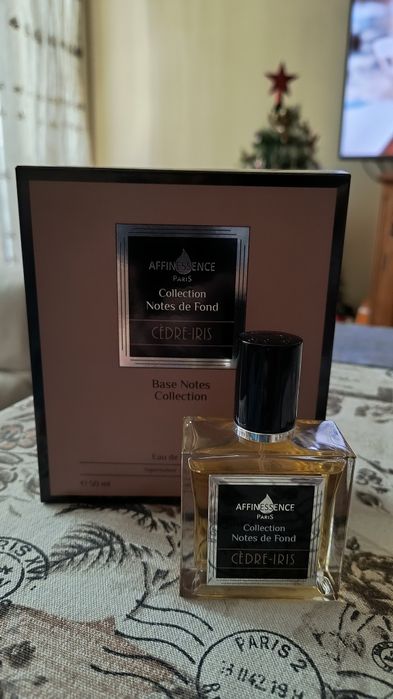 AFFINESSENCE
PARIS
Collection
Notes de Fond
CÈDRE-IRIS
Base Notes
Collection
Eau de
℮ 50 ml
AFFINESSENCE
PARIS
Collection
Notes de Fond
CÈDRE-IRIS
PARIS 2